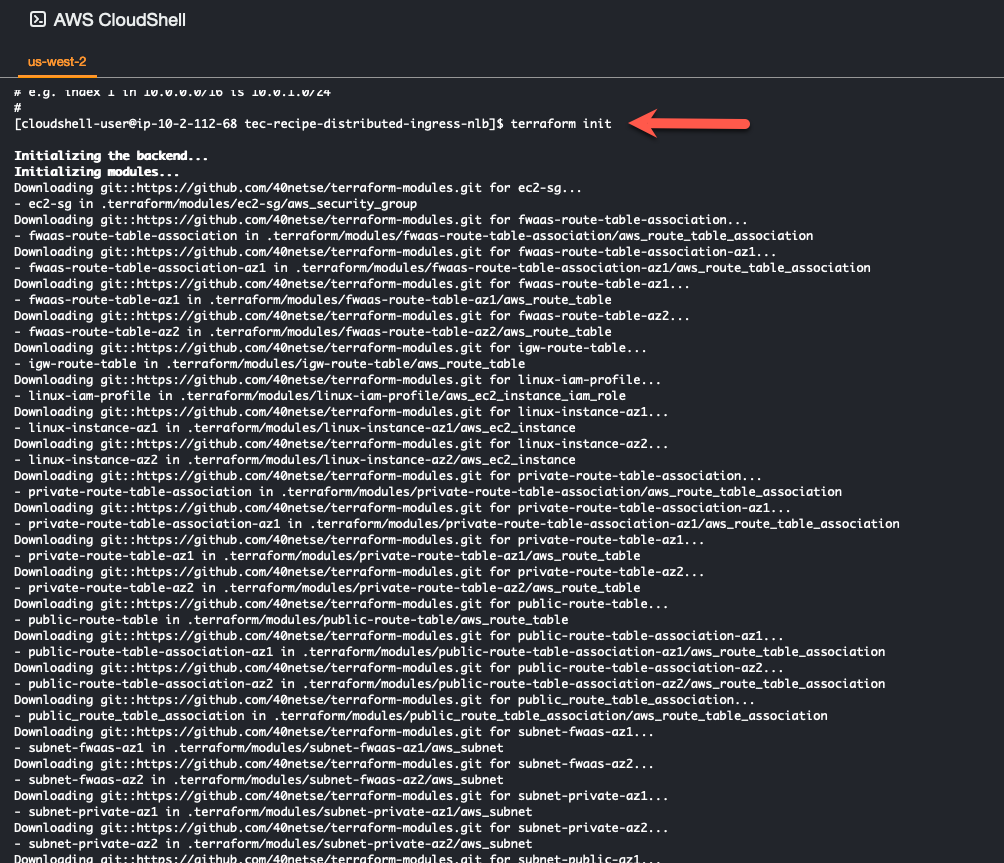 AWS CloudShell
us-west-2
# e.g. index 1 in 10.0.0.0/16 is 10.0.1.0/24
#
[cloudshell-user@ip-10-2-112-68 tec-recipe-distributed-ingress-nlb]$ terraform init
Initializing the backend...
Initializing modules...
Downloading git::https://github.com/40netse/terraform-modules.git for ec2-sg...
- ec2-sg in .terraform/modules/ec2-sg/aws_security_group
Downloading git::https://github.com/40netse/terraform-modules.git for fwaas-route-table-association...
- fwaas-route-table-association in .terraform/modules/fwaas-route-table-association/aws_route_table_association
Downloading git::https://github.com/40netse/terraform-modules.git for fwaas-route-table-association-az1...
- fwaas-route-table-association-az1 in .terraform/modules/fwaas-route-table-association-az1/aws_route_table_association
Downloading git::https://github.com/40netse/terraform-modules.git for fwaas-route-table-az1...
- fwaas-route-table-az1 in .terraform/modules/fwaas-route-table-az1/aws_route_table
Downloading git::https://github.com/40netse/terraform-modules.git for fwaas-route-table-az2...
- fwaas-route-table-az2 in .terraform/modules/fwaas-route-table-az2/aws_route_table
Downloading git::https://github.com/40netse/terraform-modules.git for igw-route-table...
- igw-route-table in .terraform/modules/igw-route-table/aws_route_table
Downloading git::https://github.com/40netse/terraform-modules.git for linux-iam-profile...
- linux-iam-profile in .terraform/modules/linux-iam-profile/aws_ec2_instance_iam_role
Downloading git::https://github.com/40netse/terraform-modules.git for linux-instance-az1...
- linux-instance-az1 in .terraform/modules/linux-instance-az1/aws_ec2_instance
Downloading git::https://github.com/40netse/terraform-modules.git for linux-instance-az2...
- linux-instance-az2 in .terraform/modules/linux-instance-az2/aws_ec2_instance
Downloading git::https://github.com/40netse/terraform-modules.git for private-route-table-association...
- private-route-table-association in .terraform/modules/private-route-table-association/aws_route_table_association
Downloading git::https://github.com/40netse/terraform-modules.git for private-route-table-association-az1...
- private-route-table-association-az1 in .terraform/modules/private-route-table-association-az1/aws_route_table_association
Downloading git::https://github.com/40netse/terraform-modules.git for private-route-table-az1...
- private-route-table-az1 in .terraform/modules/private-route-table-az1/aws_route_table
Downloading git::https://github.com/40netse/terraform-modules.git for private-route-table-az2...
- private-route-table-az2 in .terraform/modules/private-route-table-az2/aws_route_table
Downloading git::https://github.com/40netse/terraform-modules.git for public-route-table...
- public-route-table in .terraform/modules/public-route-table/aws_route_table
Downloading git::https://github.com/40netse/terraform-modules.git for public-route-table-association-az1...
- public-route-table-association-az1 in .terraform/modules/public-route-table-association-az1/aws_route_table_association
Downloading git::https://github.com/40netse/terraform-modules.git for public-route-table-association-az2...
- public-route-table-association-az2 in .terraform/modules/public-route-table-association-az2/aws_route_table_association
Downloading git::https://github.com/40netse/terraform-modules.git for public_route_table_association...
- public_route_table_association in .terraform/modules/public_route_table_association/aws_route_table_association
Downloading git::https://github.com/40netse/terraform-modules.git for subnet-fwaas-az1...
- subnet-fwaas-az1 in .terraform/modules/subnet-fwaas-az1/aws_subnet
Downloading git::https://github.com/40netse/terraform-modules.git for subnet-fwaas-az2...
- subnet-fwaas-az2 in .terraform/modules/subnet-fwaas-az2/aws_subnet
Downloading git::https://github.com/40netse/terraform-modules.git for subnet-private-az1...
- subnet-private-az1 in .terraform/modules/subnet-private-az1/aws_subnet
Downloading git::https://github.com/40netse/terraform-modules.git for subnet-private-az2...
- subnet-private-az2 in .terraform/modules/subnet-private-az2/aws_subnet
Downloading git::https://github.com/40netse/terraform-modules.git for subnet-public-az1...